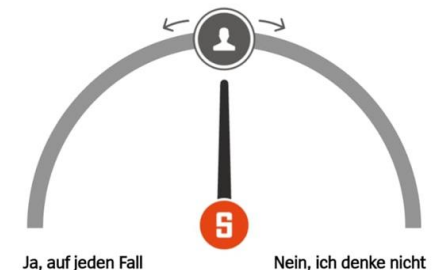 S
Ja, auf jeden Fall
Nein, ich denke nicht